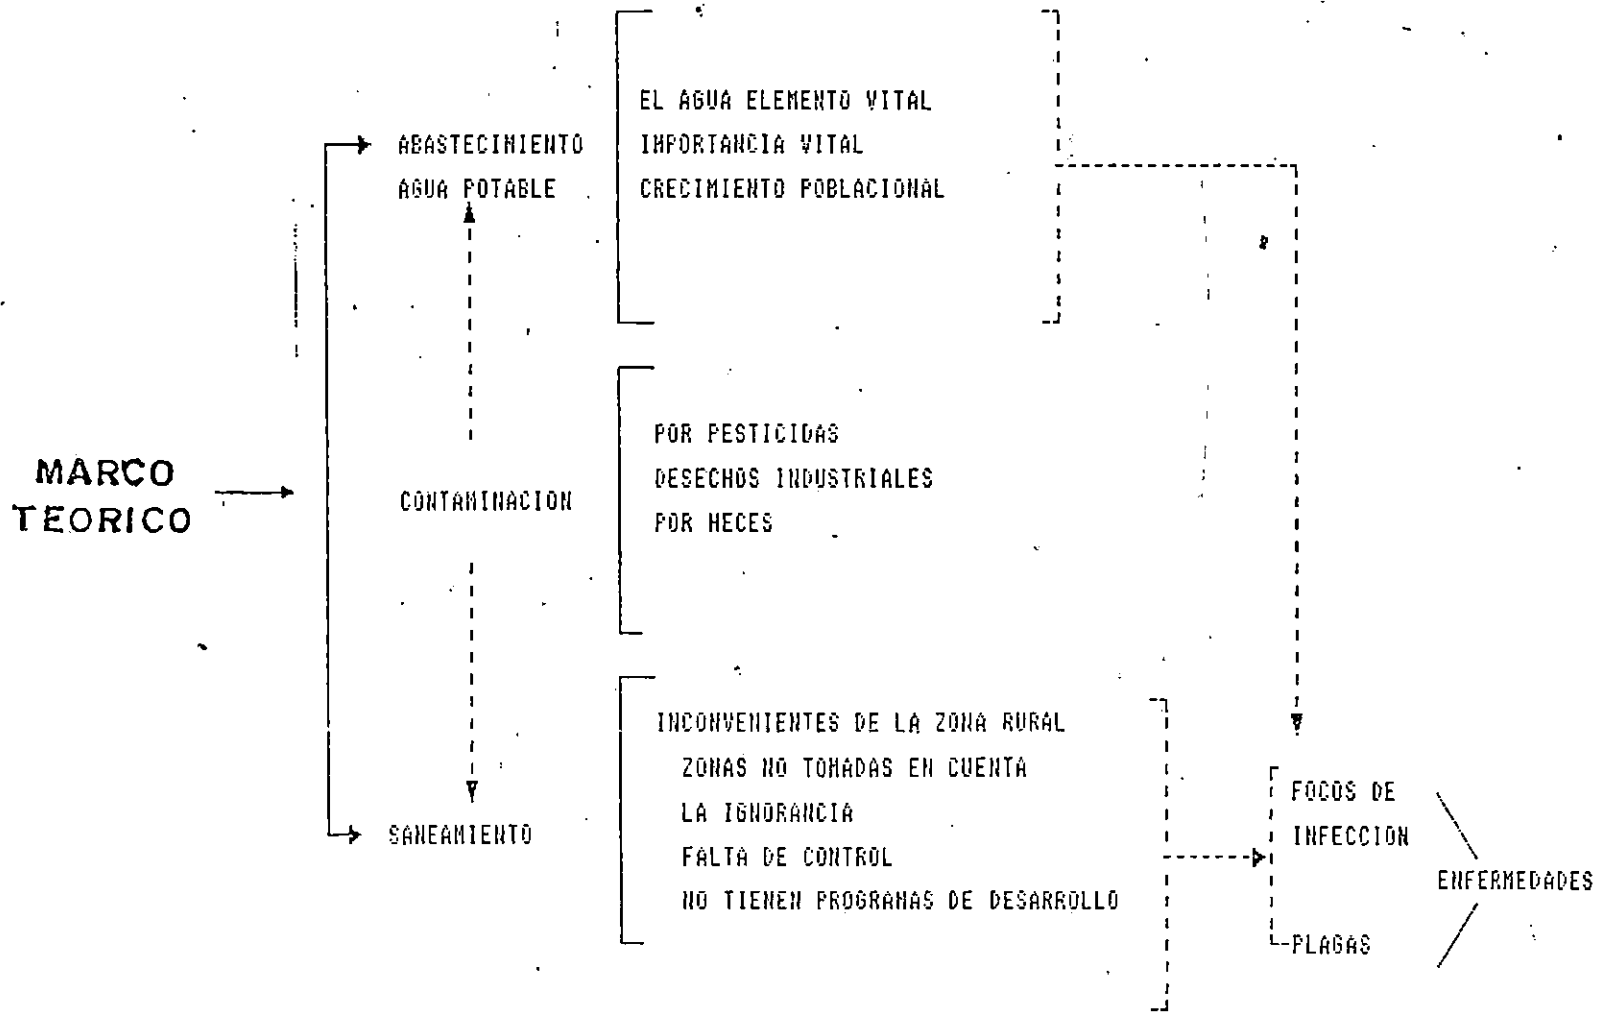 MARCO
TEORICO
ABASTECIMIENTO
AGUA POTABLE
EL AGUA ELEMENTO VITAL
IMPORTANCIA VITAL
CRECIMIENTO POBLACIONAL
CONTAMINACION
POR PESTICIDAS
DESECHOS INDUSTRIALES
POR HECES
SANEAMIENTO
INCONVENIENTES DE LA ZONA RURAL
ZONAS NO TOMADAS EN CUENTA
LA IGNORANCIA
FALTA DE CONTROL
NO TIENEN PROGRAMAS DE DESARROLLO
FOCOS DE
INFECCION
PLAGAS
ENFERMEDADES